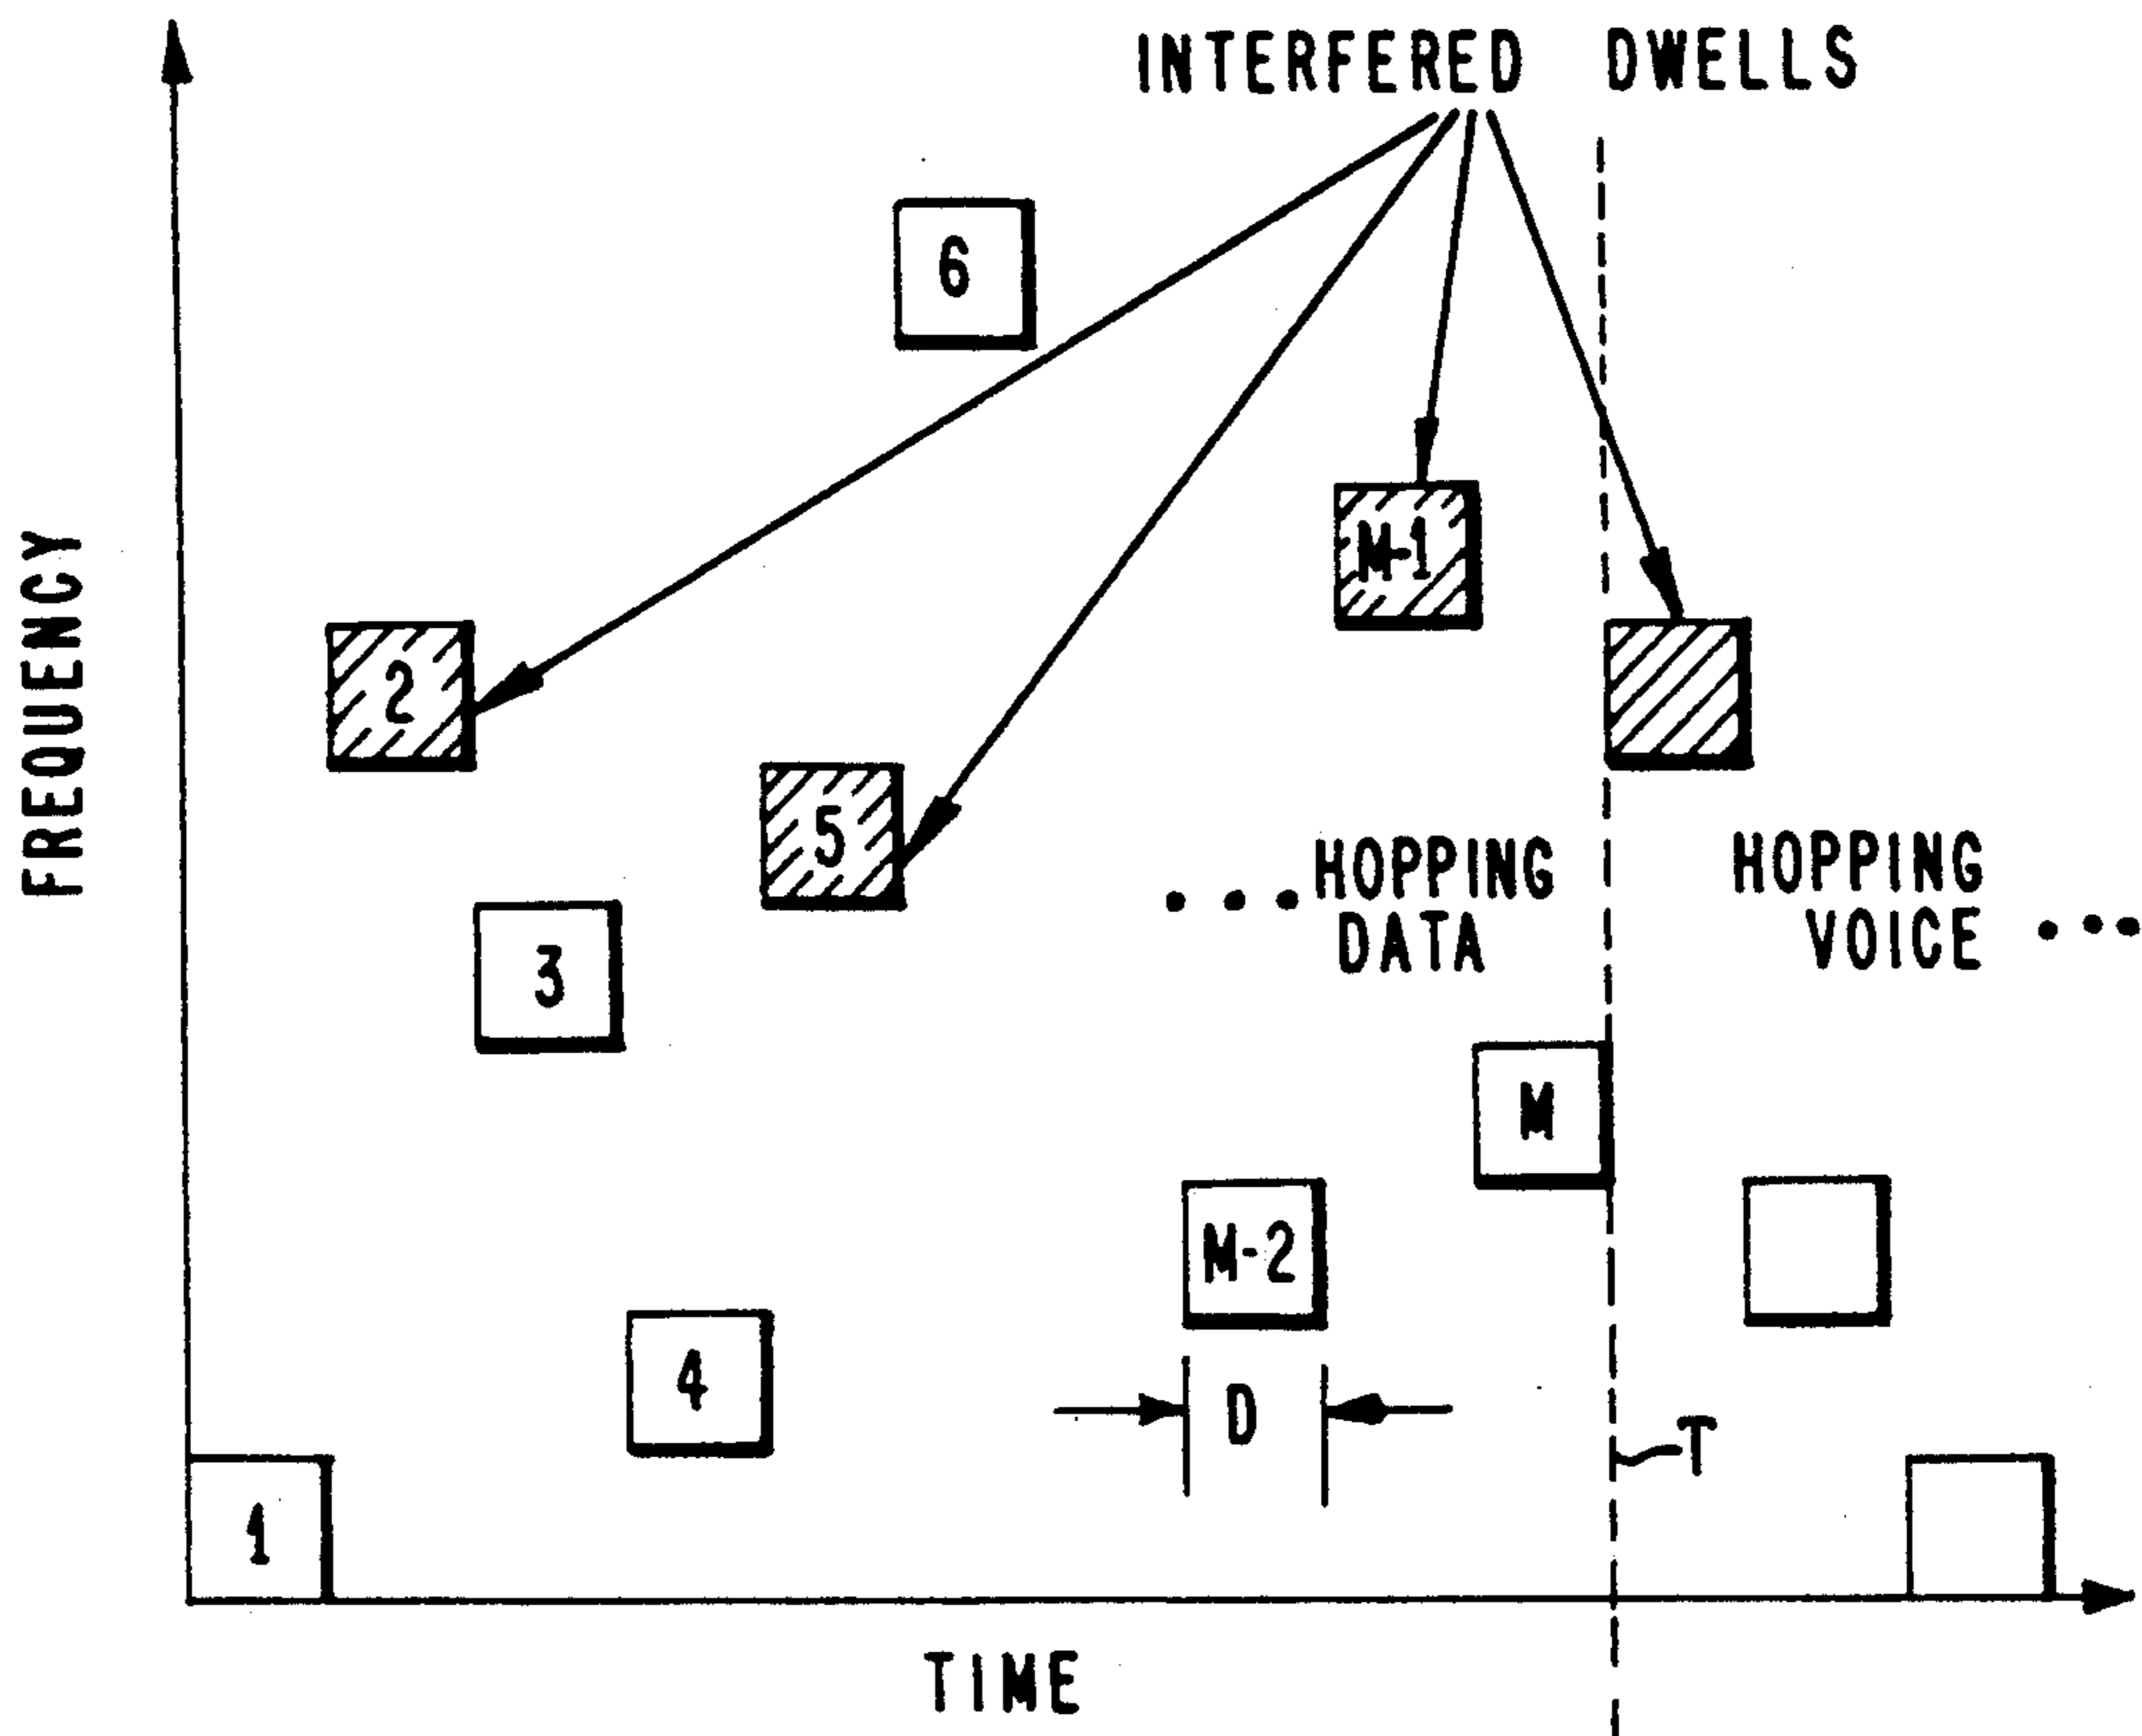 INTERFERED DWELLS
6
M-1
2
5
FREQUENCY
HOPPING
DATA
HOPPING
VOICE
3
M
M-2
4
D
T
1
TIME